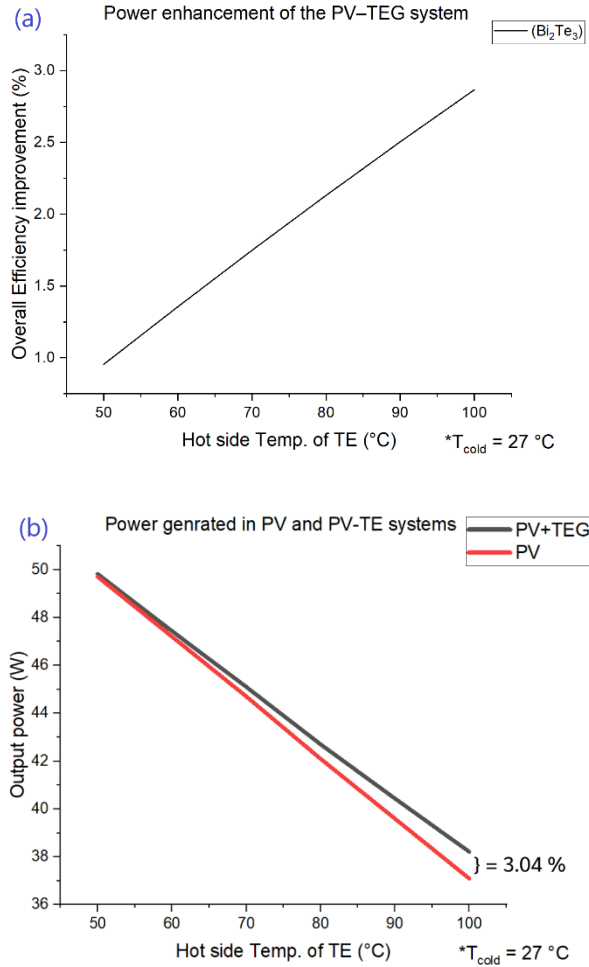 (a)
Power enhancement of the PV–TEG system
(Bi₂Te₃)
Overall Efficiency improvement (%)
3.0
2.5
2.0
1.5
1.0
50 60 70 80 90 100
Hot side Temp. of TE (°C)
*T_cold = 27 °C
(b)
Power genrated in PV and PV-TE systems
PV+TEG
PV
Output power (W)
50
48
46
44
42
40
38
36
} = 3.04 %
50 60 70 80 90 100
Hot side Temp. of TE (°C)
*T_cold = 27 °C